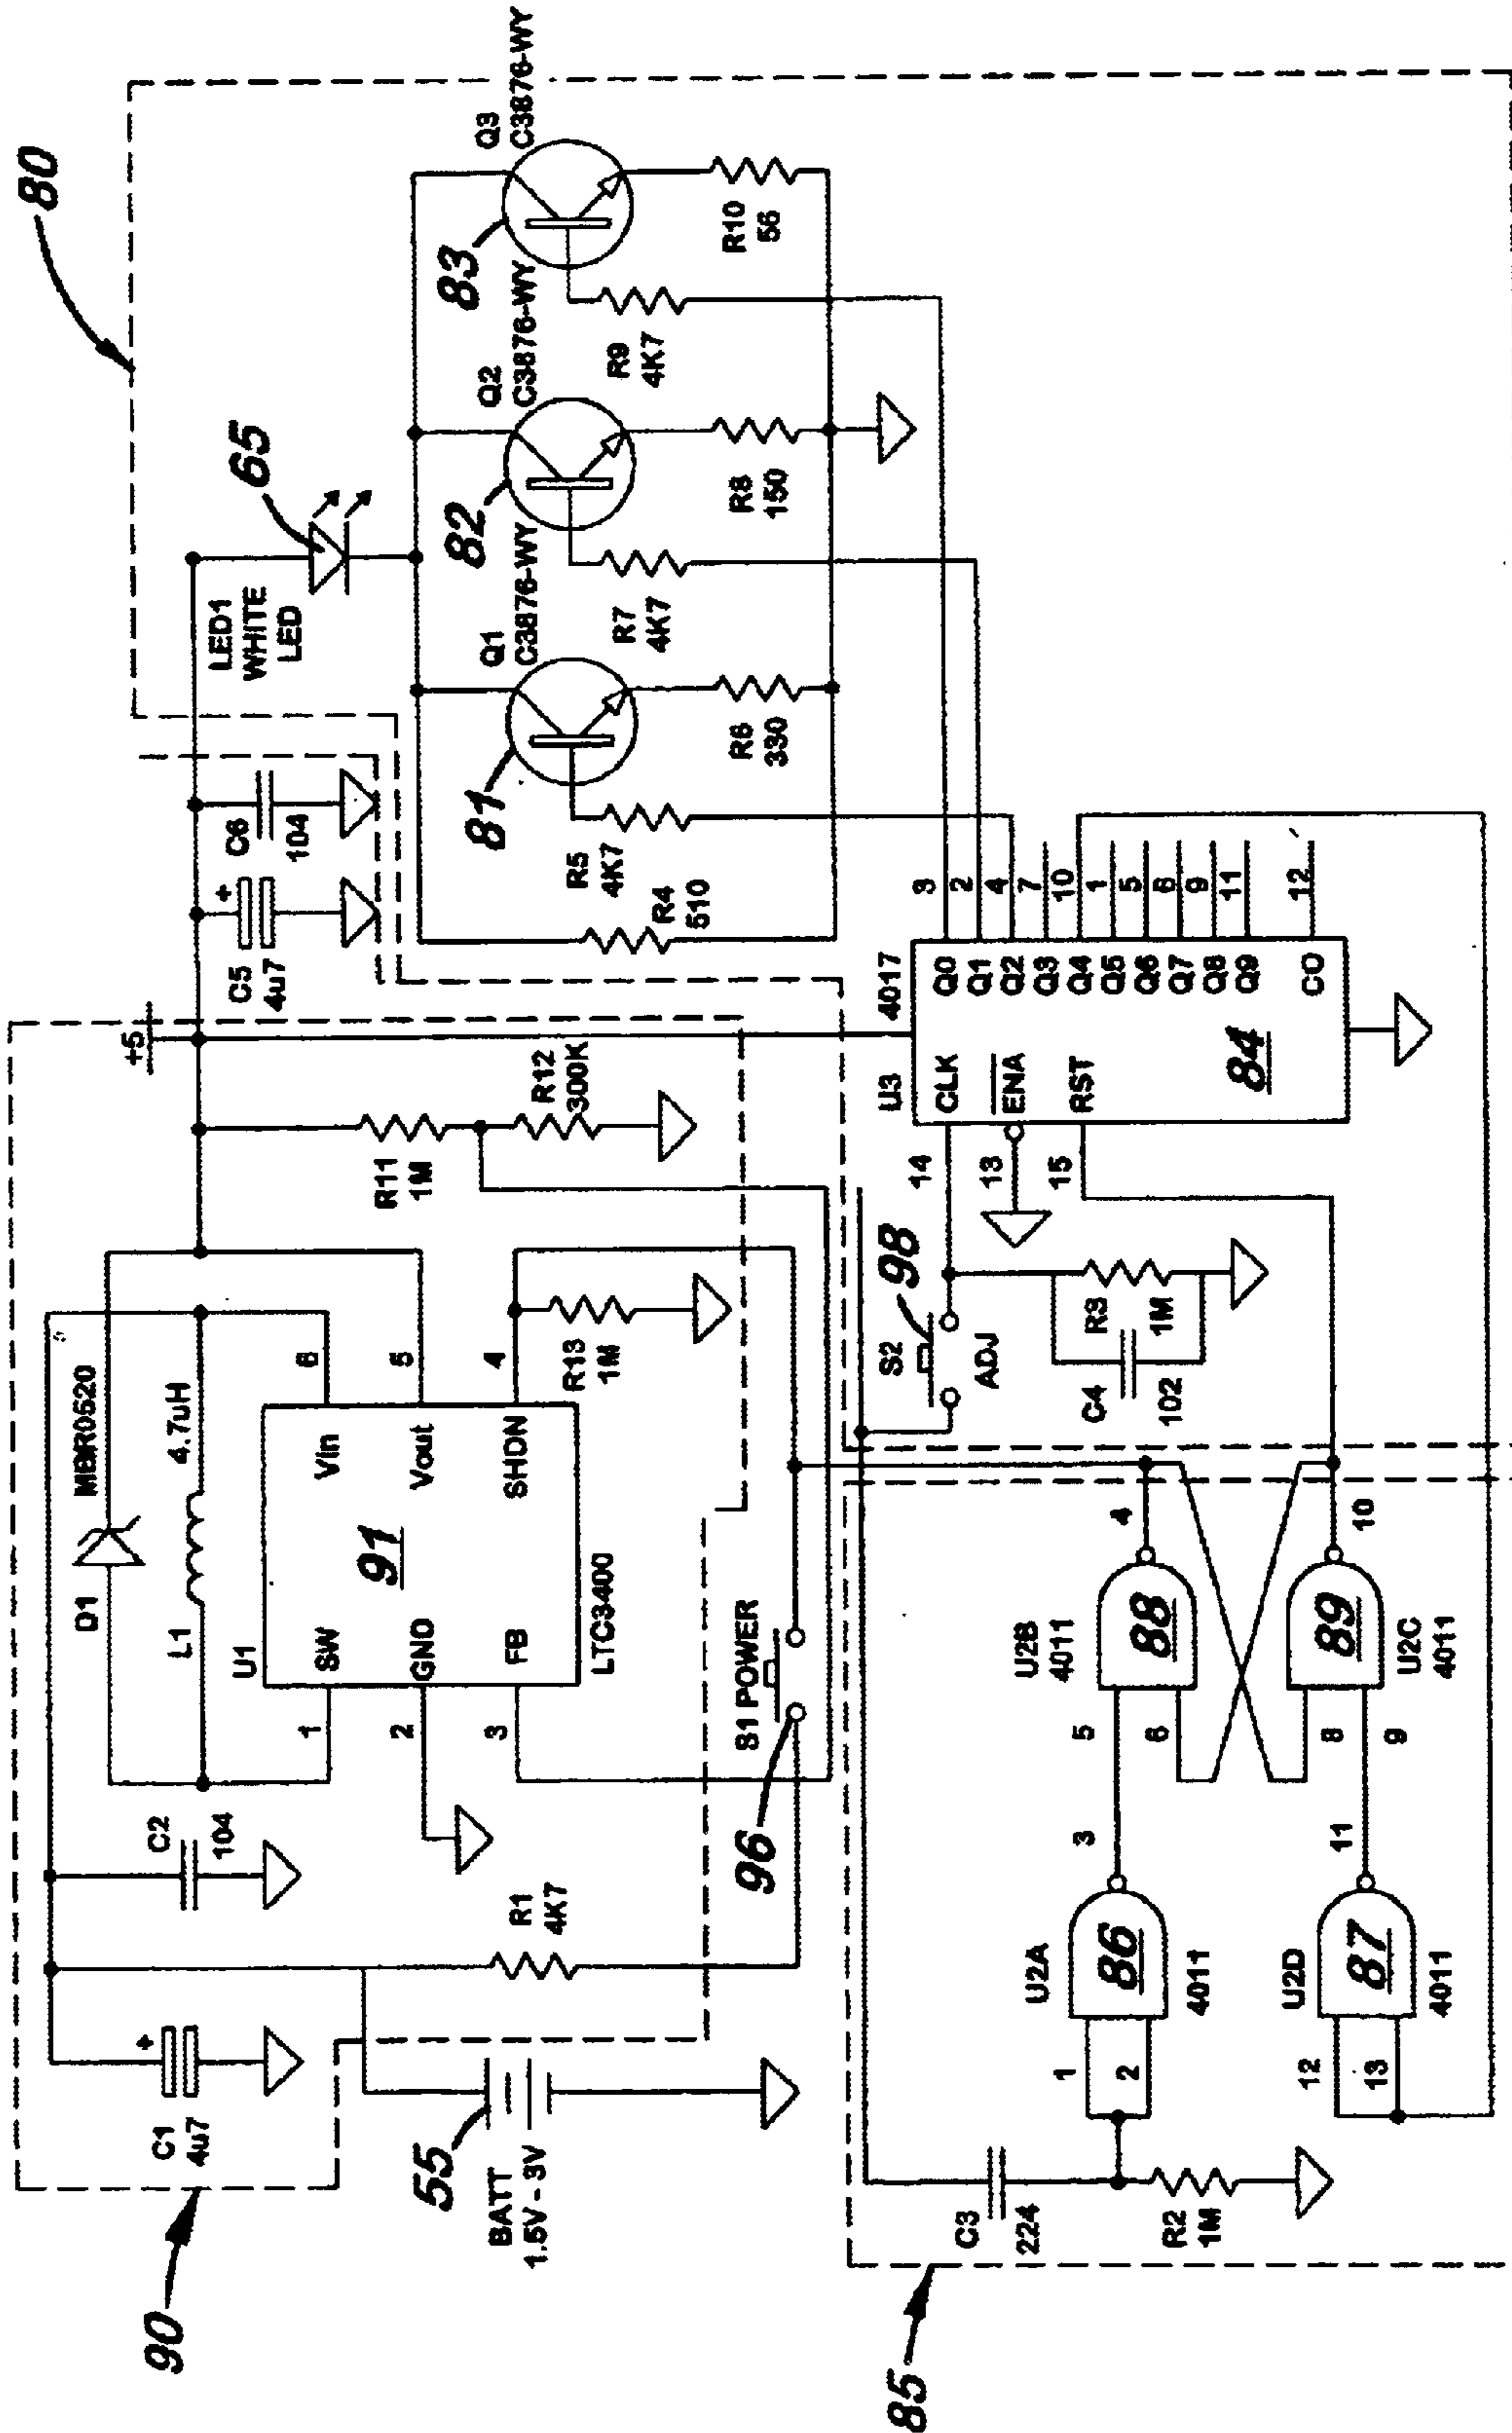 90
C1
4u7
+
C2
104
D1
MBR0520
L1
4.7uH
U1
SW
GND
FB
Vin
Vout
SHDN
91
LTC3400
1
2
3
6
5
4
R13
1M
R11
1M
R12
300K
+5
C5
4u7
+
C6
104
80
LED1
WHITE
LED
65
55
BATT
1.5V - 3V
R1
4K7
S1 POWER
96
R4
510
R5
4K7
81
Q1
C3876-WY
R6
330
R7
4K7
82
Q2
C3876-WY
R8
150
R9
4K7
83
Q3
C3876-WY
R10
56
85
C3
224
R2
1M
1
2
U2A
86
4011
3
12
13
U2D
87
4011
11
5
6
U2B
4011
88
4
8
9
89
U2C
4011
10
S2
98
ADJ
C4
102
R3
1M
14
13
15
U3
4017
CLK
ENA
RST
84
Q0
Q1
Q2
Q3
Q4
Q5
Q6
Q7
Q8
Q9
CO
3
2
4
7
10
1
5
6
9
11
12